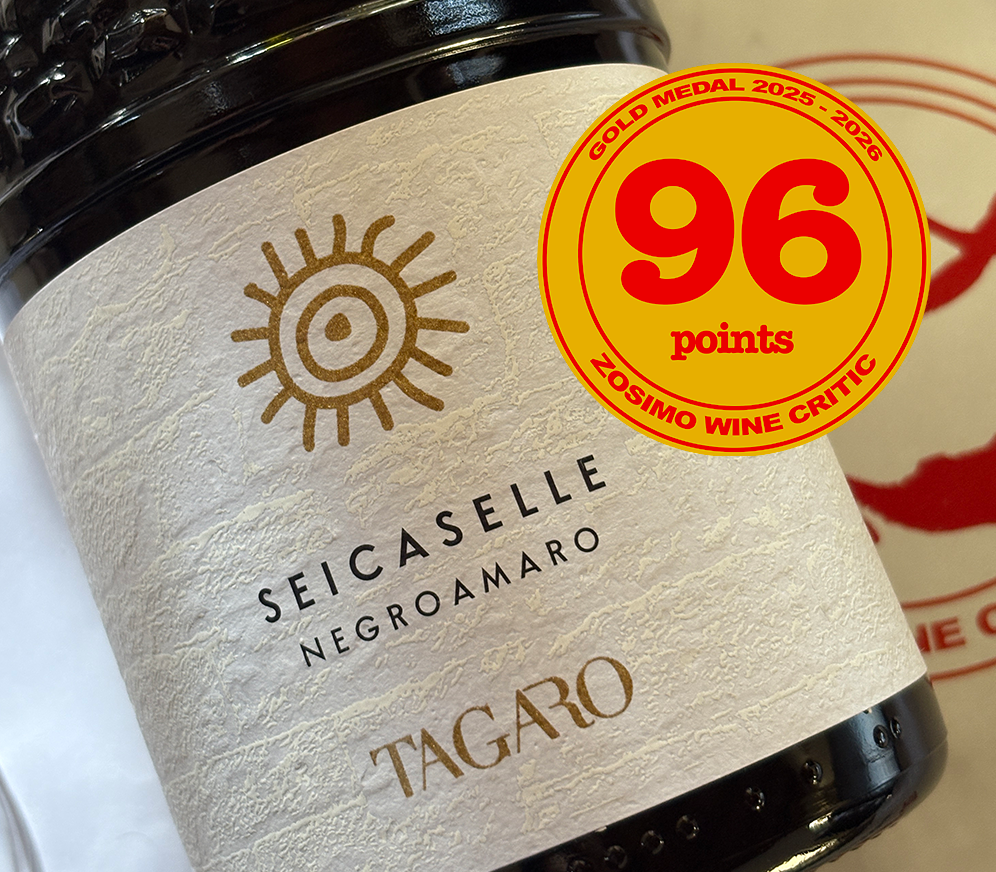 GOLD MEDAL 2025 - 2026
96
points
ZOSIMO WINE CRITIC
SEICASELLE
NEGROAMARO
TAGARO